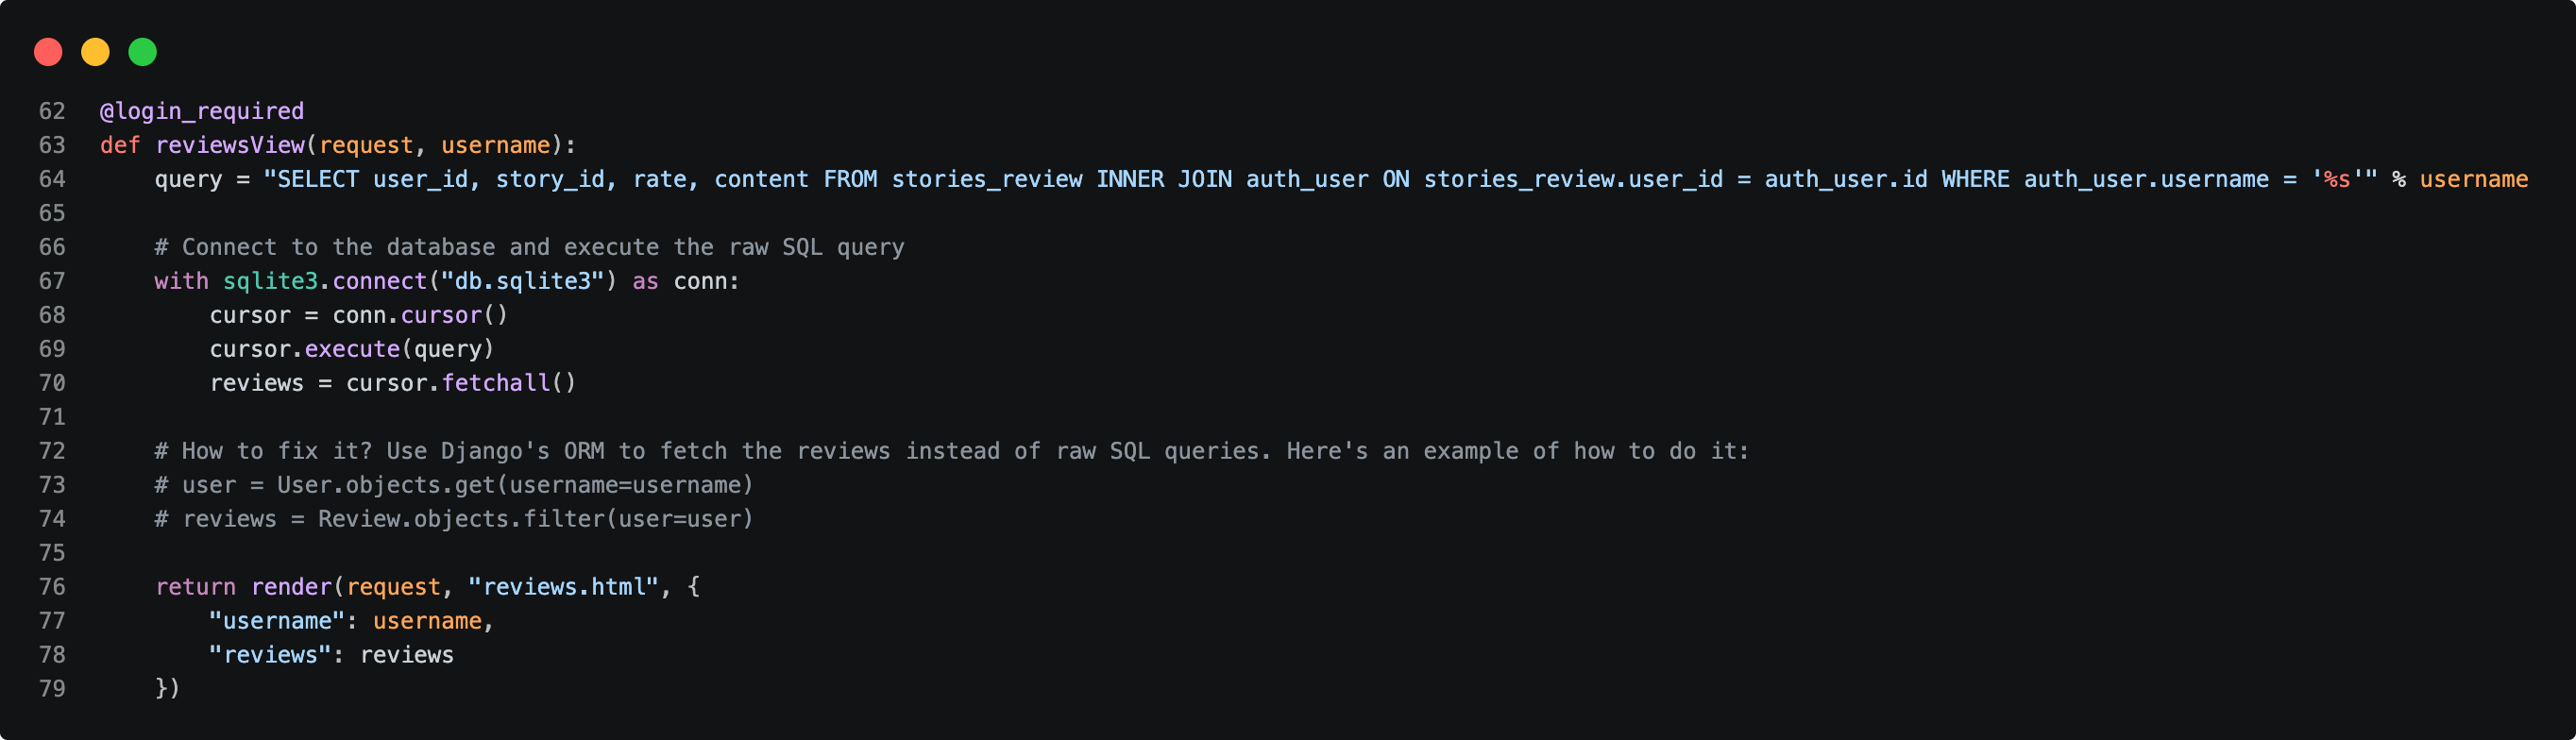 62 @login_required
63 def reviewsView(request, username):
64     query = "SELECT user_id, story_id, rate, content FROM stories_review INNER JOIN auth_user ON stories_review.user_id = auth_user.id WHERE auth_user.username = '%s'" % username
65
66     # Connect to the database and execute the raw SQL query
67     with sqlite3.connect("db.sqlite3") as conn:
68         cursor = conn.cursor()
69         cursor.execute(query)
70         reviews = cursor.fetchall()
71
72     # How to fix it? Use Django's ORM to fetch the reviews instead of raw SQL queries. Here's an example of how to do it:
73     # user = User.objects.get(username=username)
74     # reviews = Review.objects.filter(user=user)
75
76     return render(request, "reviews.html", {
77         "username": username,
78         "reviews": reviews
79     })